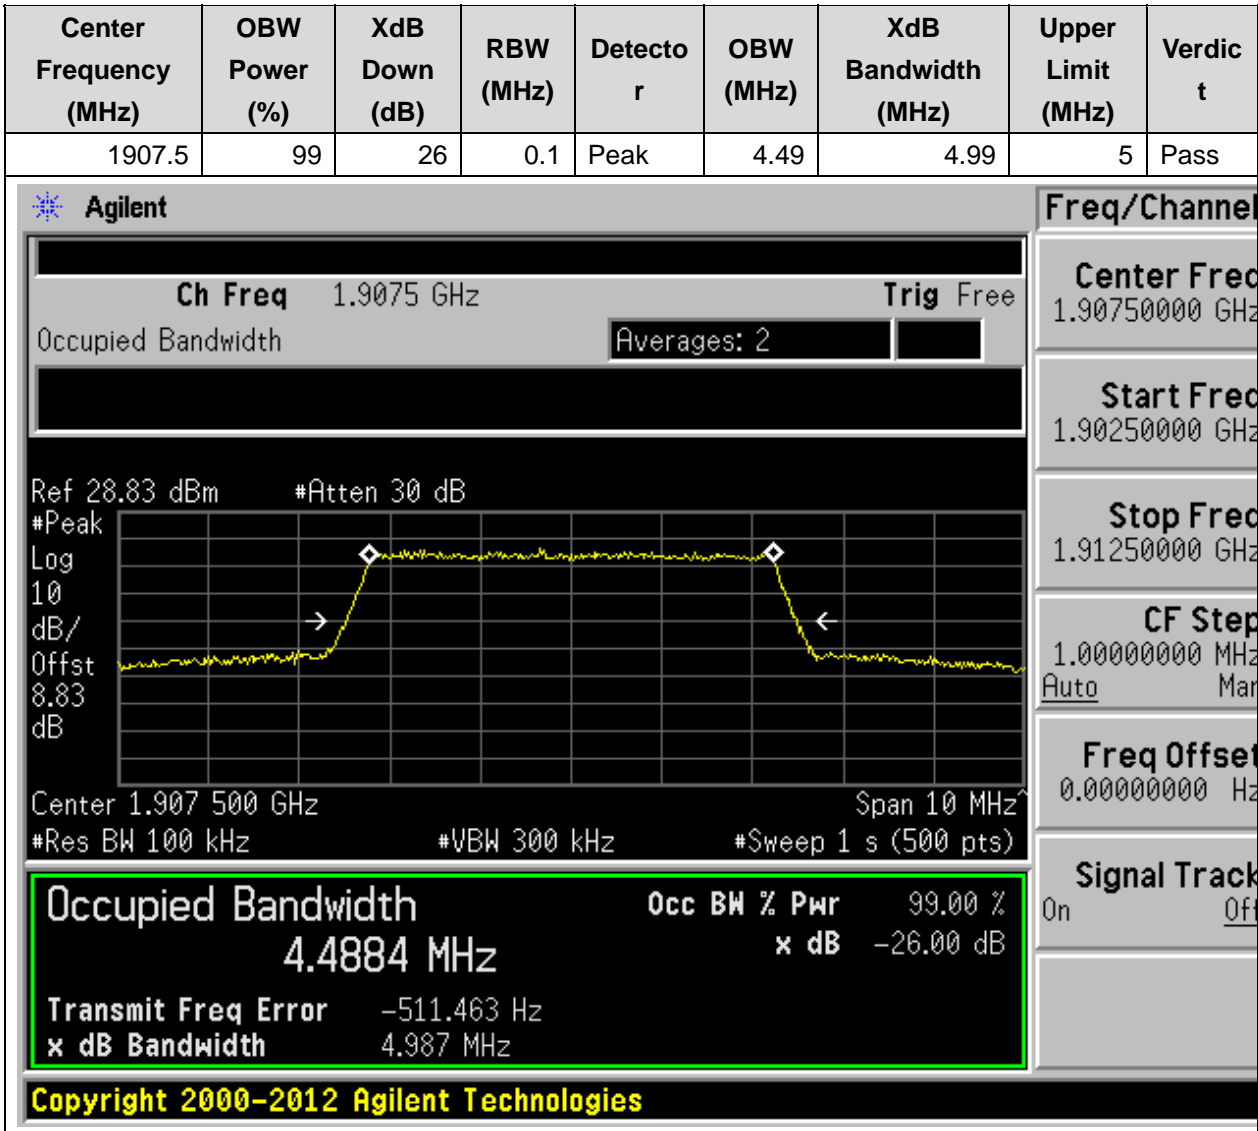 Center Frequency (MHz) OBW Power (%) XdB Down (dB) RBW (MHz) Detecto r OBW (MHz) XdB Bandwidth (MHz) Upper Limit (MHz) Verdic t
1907.5 99 26 0.1 Peak 4.49 4.99 5 Pass
Agilent
Freq/Channel
Ch Freq 1.9075 GHz Trig Free
Occupied Bandwidth Averages: 2
Ref 28.83 dBm #Atten 30 dB
#Peak
Log
10
dB/
Offst
8.83
dB
Center 1.907 500 GHz Span 10 MHz^
#Res BW 100 kHz #VBW 300 kHz #Sweep 1 s (500 pts)
Occupied Bandwidth Occ BW % Pwr 99.00 %
4.4884 MHz x dB -26.00 dB
Transmit Freq Error -511.463 Hz
x dB Bandwidth 4.987 MHz
Center Freq
1.90750000 GHz
Start Freq
1.90250000 GHz
Stop Freq
1.91250000 GHz
CF Step
1.00000000 MHz
Auto Man
Freq Offset
0.00000000 Hz
Signal Track
On Off
Copyright 2000-2012 Agilent Technologies